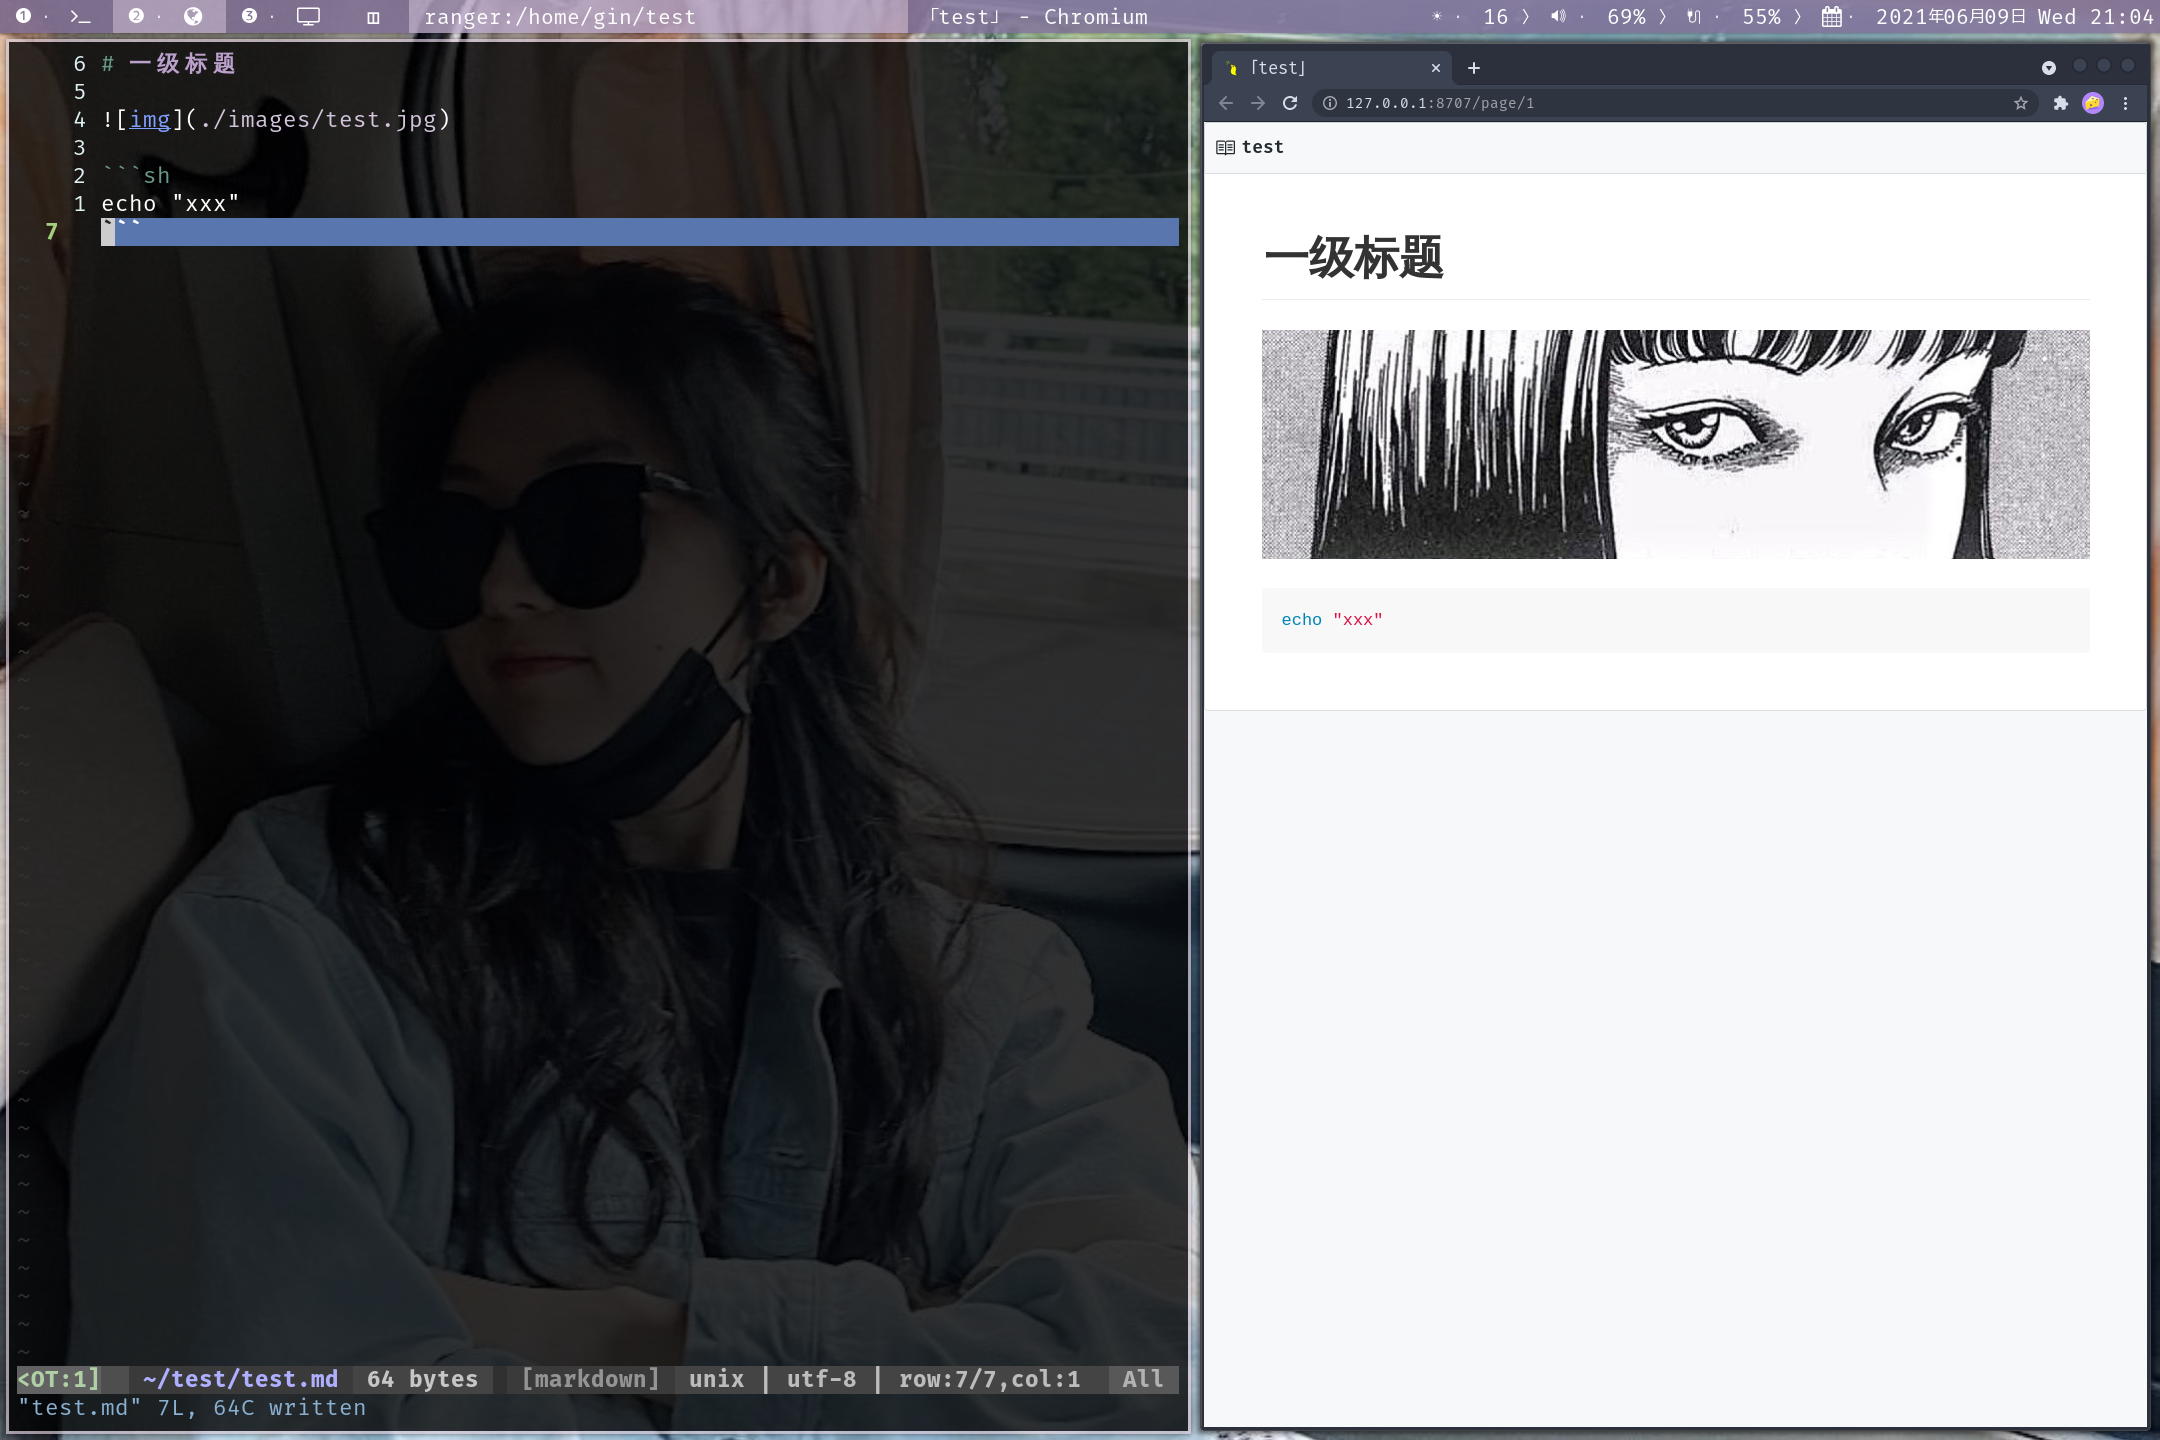 1 · 2 · 3 · ranger:/home/gin/test 「test」 - Chromium · 16 〉 · 69% 〉 · 55% 〉 · 2021年06月09日 Wed 21:04
6 # 一级标题
5
4 ![img](./images/test.jpg)
3
2 ```sh
1 echo "xxx"
7 ```
<OT:1] ~/test/test.md 64 bytes [markdown] unix | utf-8 | row:7/7,col:1 All
"test.md" 7L, 64C written
「test」
127.0.0.1:8707/page/1
test
一级标题
echo "xxx"